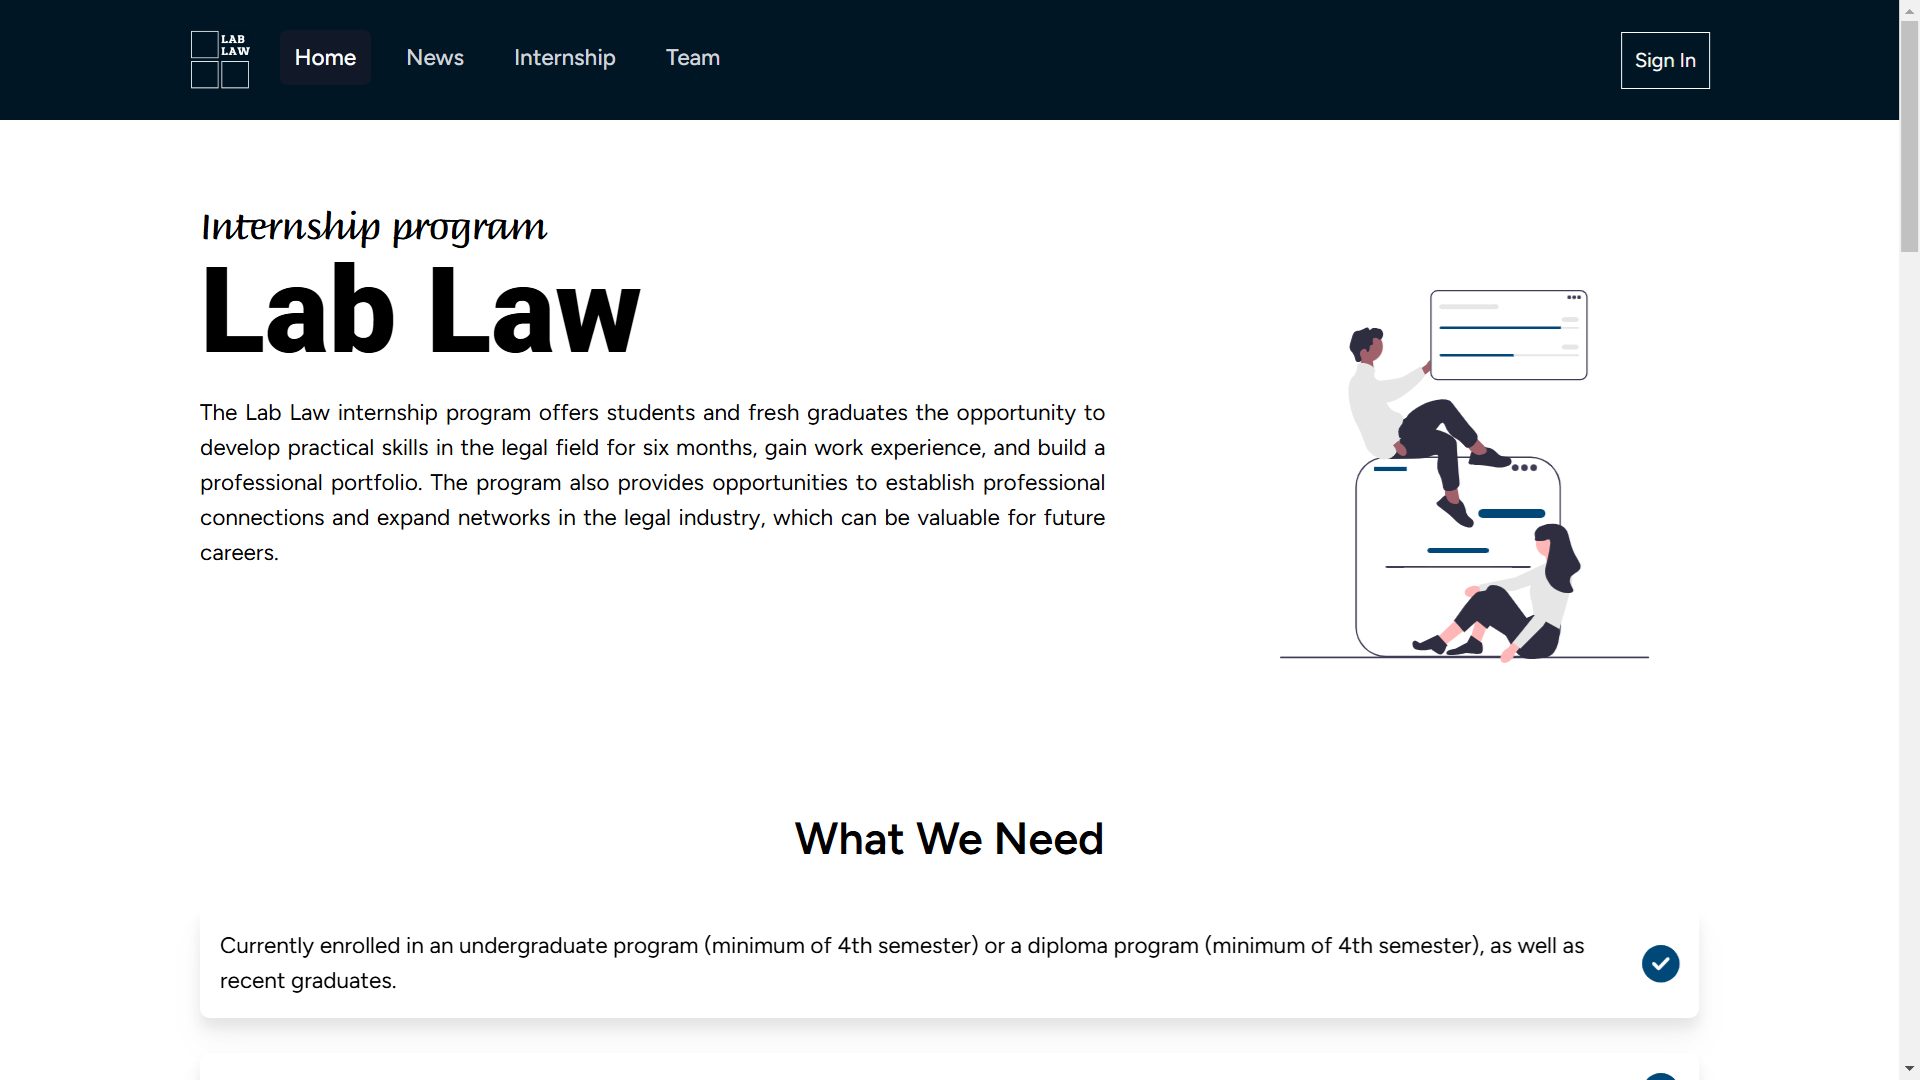 LAB
LAW
Home
News
Internship
Team
Sign In
Internship program
Lab Law
The Lab Law internship program offers students and fresh graduates the opportunity to
develop practical skills in the legal field for six months, gain work experience, and build a
professional portfolio. The program also provides opportunities to establish professional
connections and expand networks in the legal industry, which can be valuable for future
careers.
What We Need
Currently enrolled in an undergraduate program (minimum of 4th semester) or a diploma program (minimum of 4th semester), as well as
recent graduates.